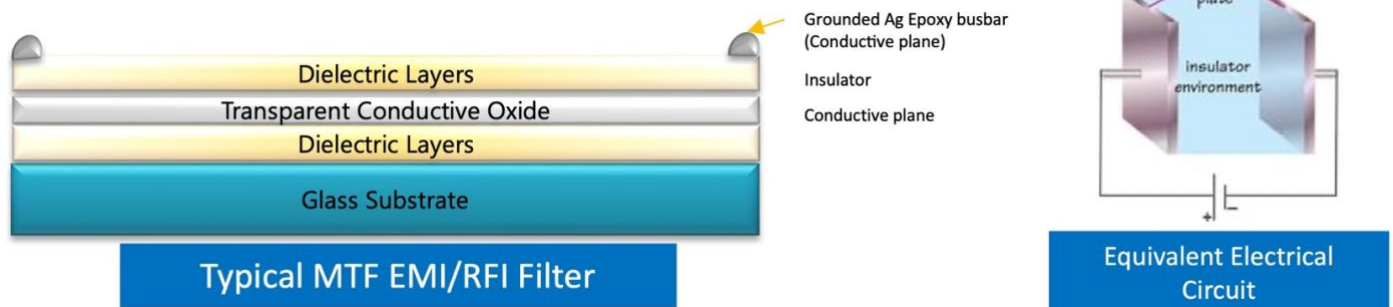 Grounded Ag Epoxy busbar
(Conductive plane)
Dielectric Layers
Insulator
Transparent Conductive Oxide
Conductive plane
Dielectric Layers
Glass Substrate
Typical MTF EMI/RFI Filter
plate
insulator
environment
+
-
Equivalent Electrical
Circuit